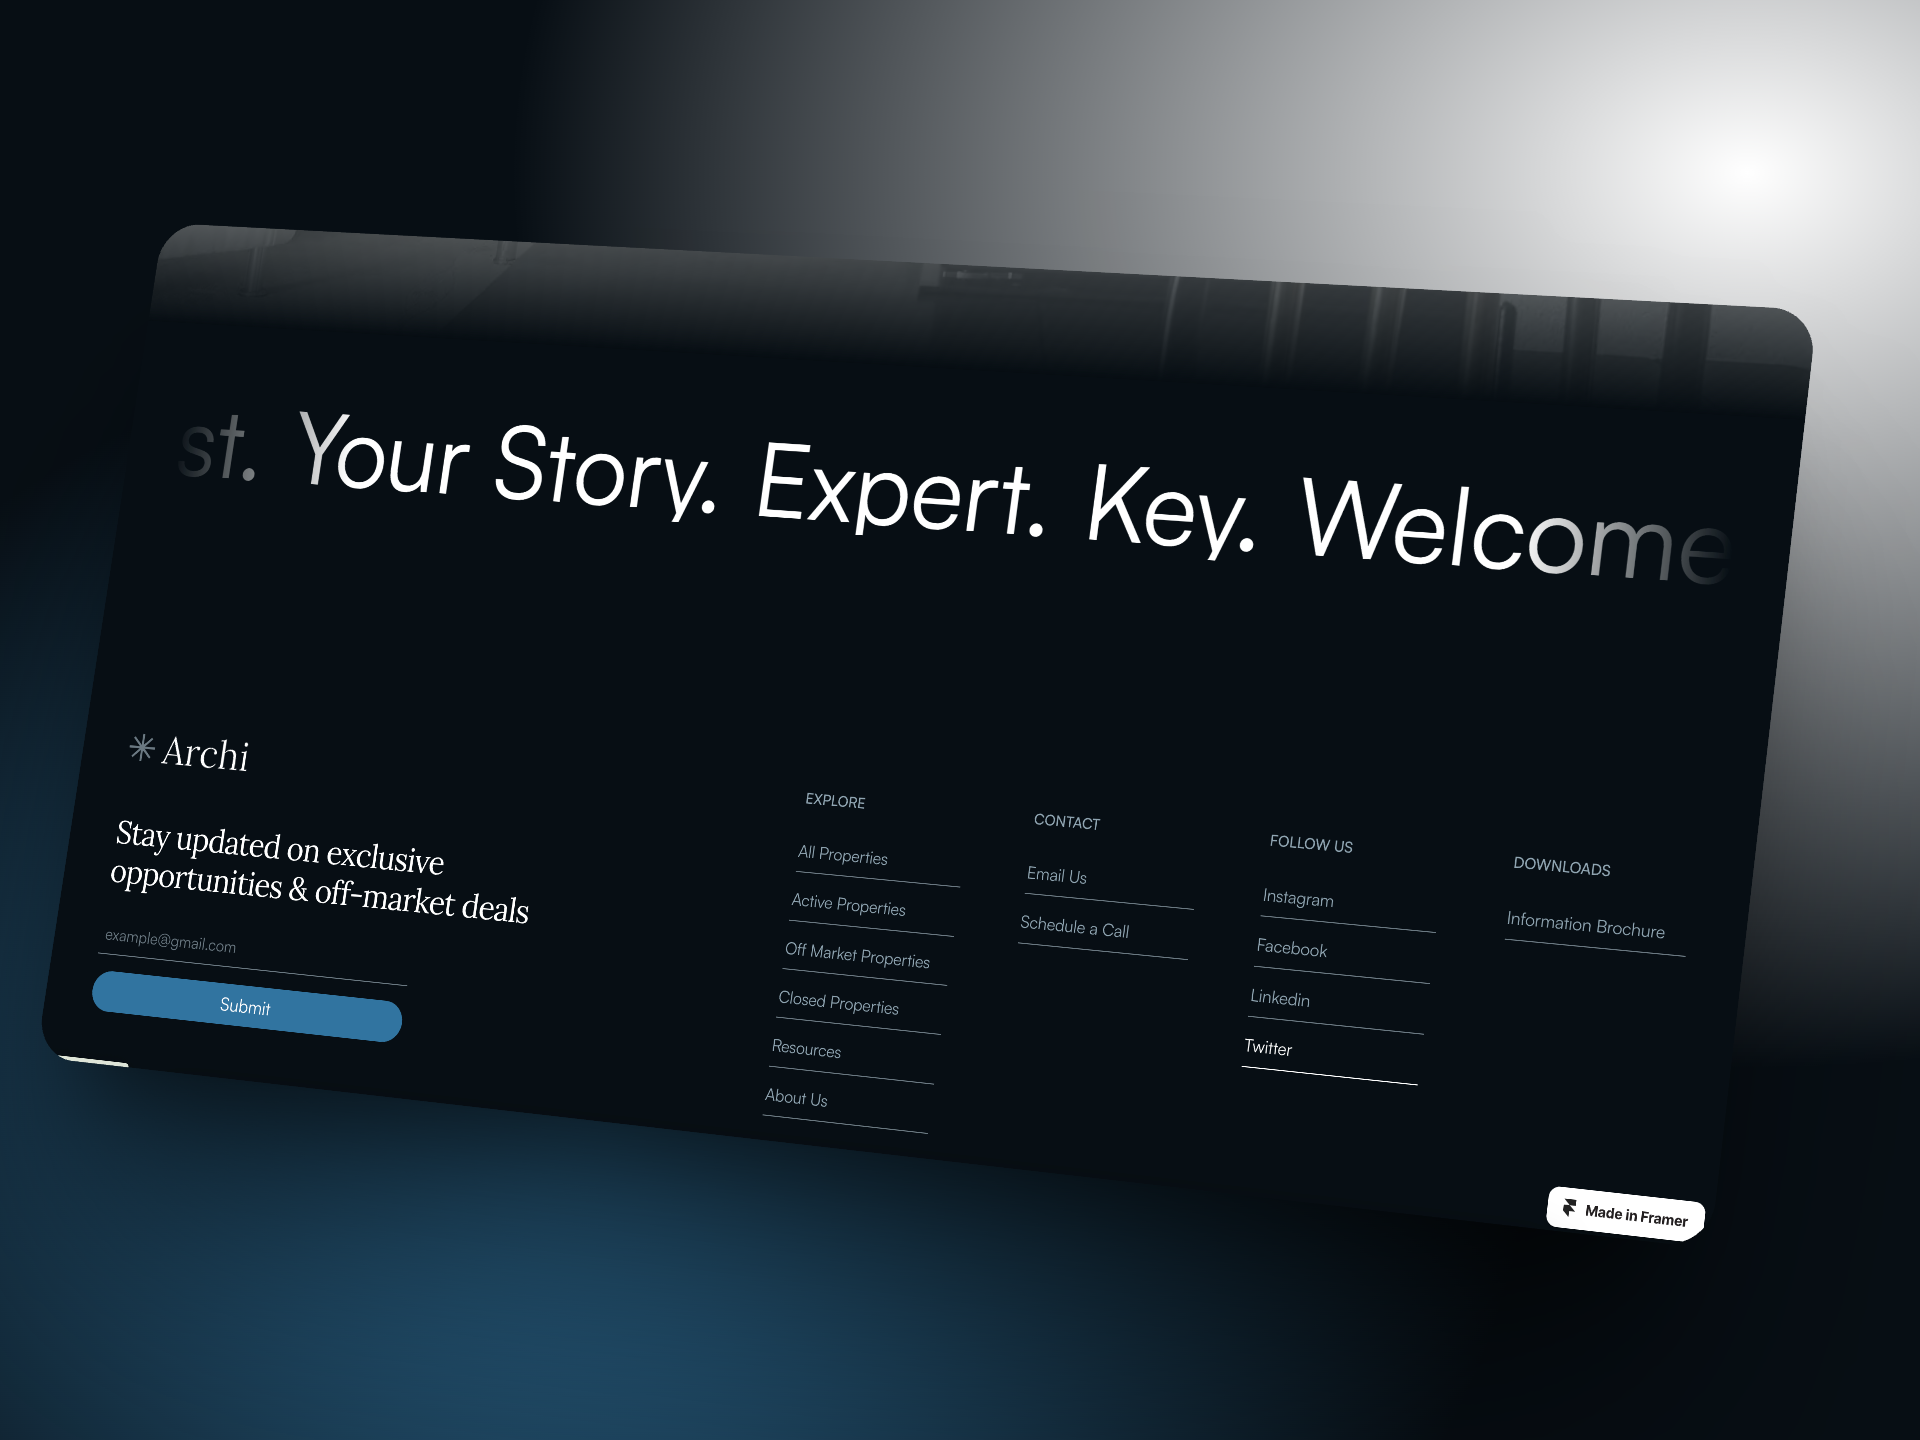 st. Your Story. Expert. Key. Welcome
Archi
Stay updated on exclusive
opportunities & off-market deals
example@gmail.com
Submit
EXPLORE
All Properties
Active Properties
Off Market Properties
Closed Properties
Resources
About Us
CONTACT
Email Us
Schedule a Call
FOLLOW US
Instagram
Facebook
Linkedin
Twitter
DOWNLOADS
Information Brochure
Made in Framer